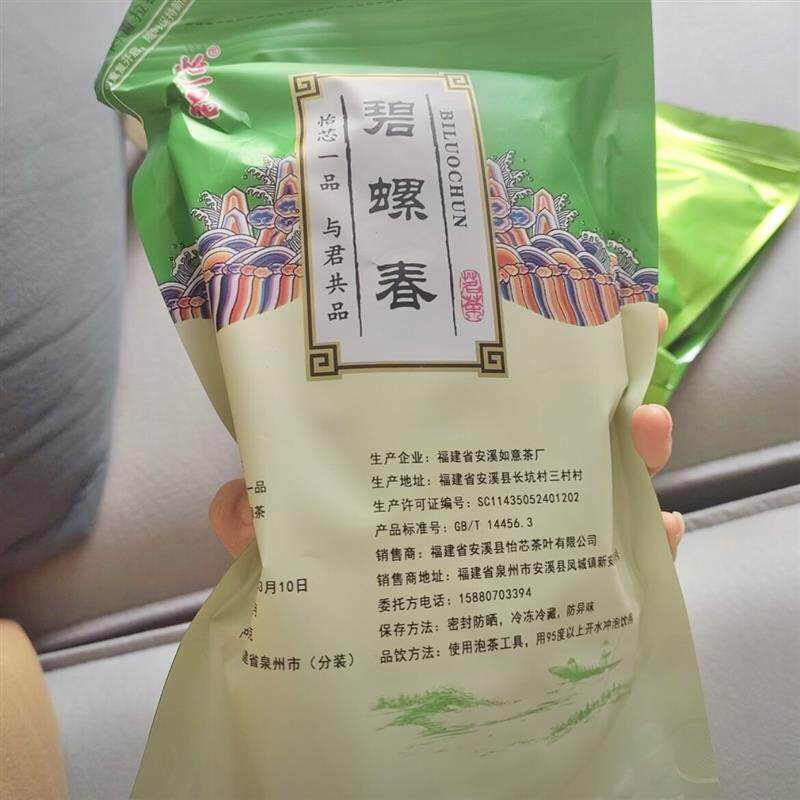 怡芯一品 与君共品
碧螺春
BILUOCHUN
茗茶
生产企业：福建省安溪如意茶厂
生产地址：福建省安溪县长坑村三村村
生产许可证编号：SC11435052401202
产品标准号：GB/T 14456.3
销售商：福建省安溪县怡芯茶叶有限公司
销售商地址：福建省泉州市安溪县凤城镇新安
委托方电话：15880703394
保存方法：密封防晒，冷冻冷藏，防异味
品饮方法：使用泡茶工具，用95度以上开水冲泡饮用
一品
茶
3月10日
月
建省泉州市（分装）